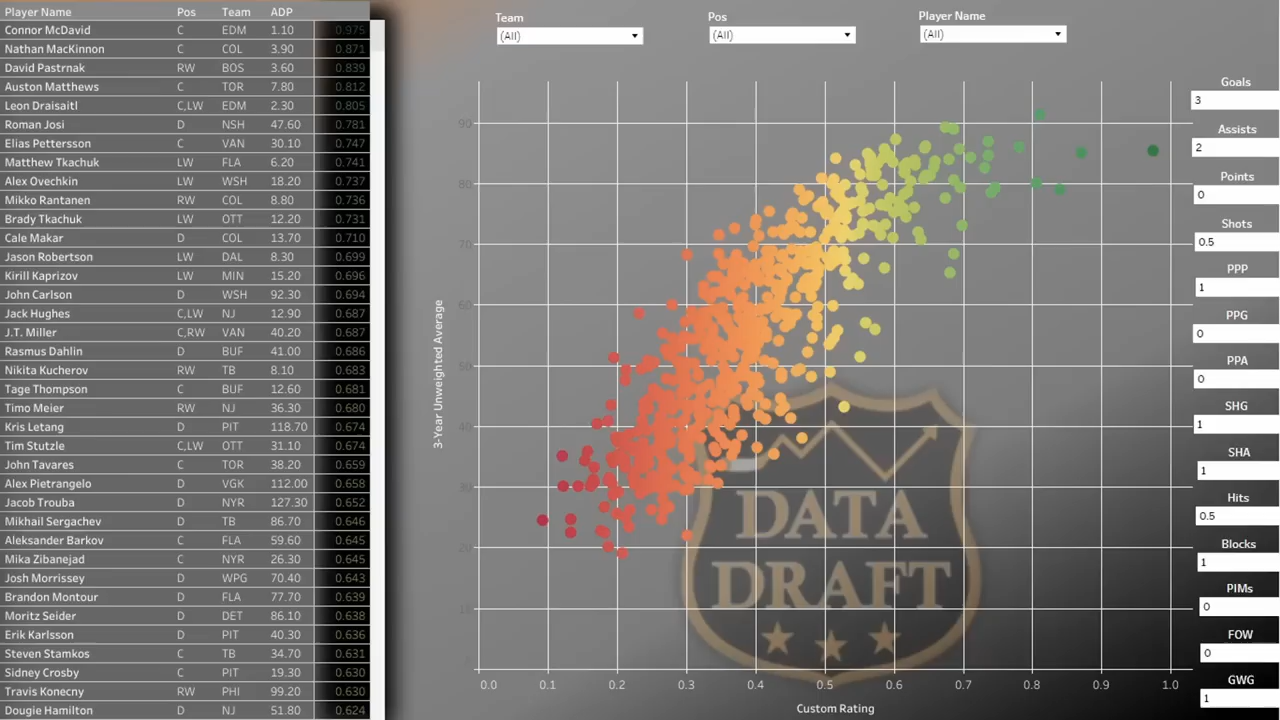 Player Name Pos Team ADP
Connor McDavid C EDM 1.10 0.975
Nathan MacKinnon C COL 3.90 0.871
David Pastrnak RW BOS 3.60 0.839
Auston Matthews C TOR 7.80 0.812
Leon Draisaitl C,LW EDM 2.30 0.805
Roman Josi D NSH 47.60 0.781
Elias Pettersson C VAN 30.10 0.747
Matthew Tkachuk LW FLA 6.20 0.741
Alex Ovechkin LW WSH 18.20 0.737
Mikko Rantanen RW COL 8.80 0.736
Brady Tkachuk LW OTT 12.20 0.731
Cale Makar D COL 13.70 0.710
Jason Robertson LW DAL 8.30 0.699
Kirill Kaprizov LW MIN 15.20 0.696
John Carlson D WSH 92.30 0.694
Jack Hughes C,LW NJ 12.90 0.687
J.T. Miller C,RW VAN 40.20 0.687
Rasmus Dahlin D BUF 41.00 0.686
Nikita Kucherov RW TB 8.10 0.683
Tage Thompson C BUF 12.60 0.681
Timo Meier RW NJ 36.30 0.680
Kris Letang D PIT 118.70 0.674
Tim Stutzle C,LW OTT 31.10 0.674
John Tavares C TOR 38.20 0.659
Alex Pietrangelo D VGK 112.00 0.658
Jacob Trouba D NYR 127.30 0.652
Mikhail Sergachev D TB 86.70 0.646
Aleksander Barkov C FLA 59.60 0.645
Mika Zibanejad C NYR 26.30 0.645
Josh Morrissey D WPG 70.40 0.643
Brandon Montour D FLA 77.70 0.639
Moritz Seider D DET 86.10 0.638
Erik Karlsson D PIT 40.30 0.636
Steven Stamkos C TB 34.70 0.631
Sidney Crosby C PIT 19.30 0.630
Travis Konecny RW PHI 99.20 0.630
Dougie Hamilton D NJ 51.80 0.624
Team Pos Player Name
(All) (All) (All)
3-Year Unweighted Average
90
80
70
60
50
40
30
20
10
0.0 0.1 0.2 0.3 0.4 0.5 0.6 0.7 0.8 0.9 1.0
Custom Rating
DATA
DRAFT
Goals
3
Assists
2
Points
0
Shots
0.5
PPP
1
PPG
0
PPA
0
SHG
1
SHA
1
Hits
0.5
Blocks
1
PIMs
0
FOW
0
GWG
1